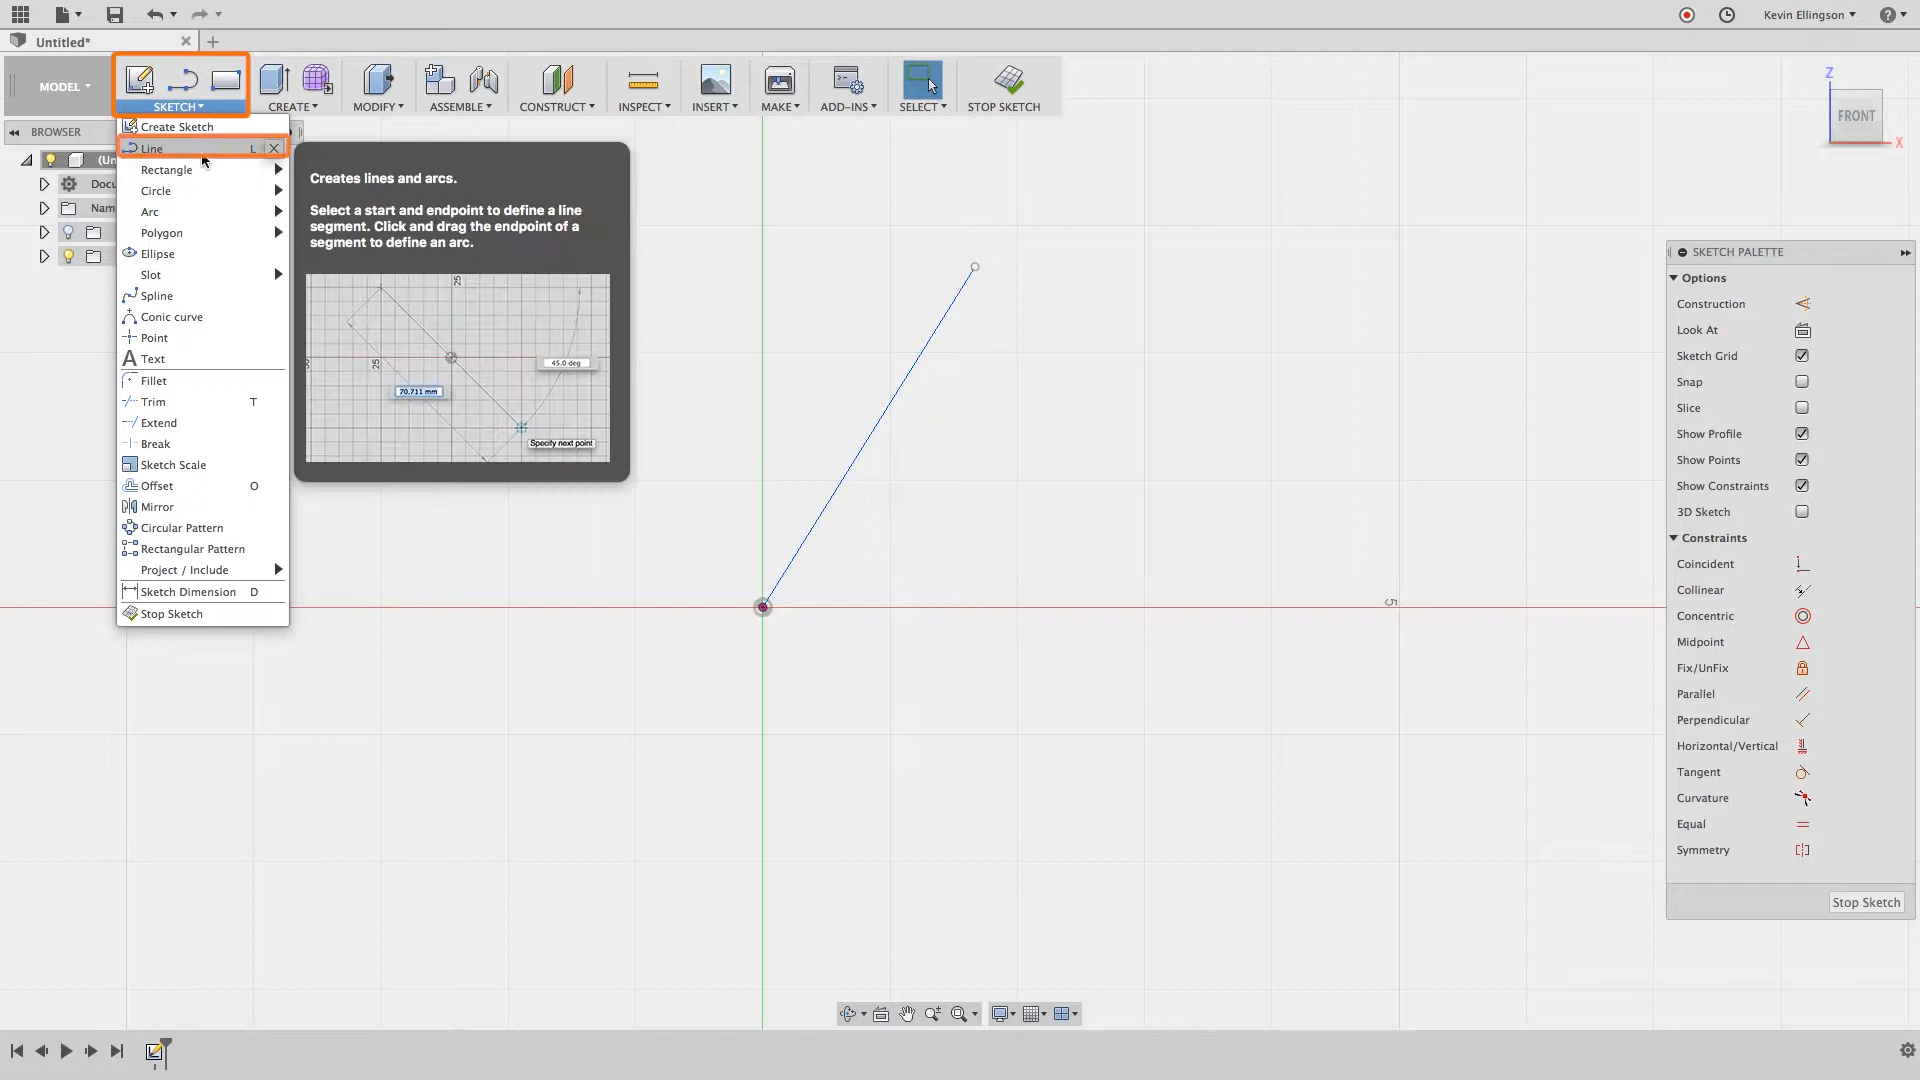 Kevin Ellingson
?
Untitled*
MODEL
SKETCH
CREATE
MODIFY
ASSEMBLE
CONSTRUCT
INSPECT
INSERT
MAKE
ADD-INS
SELECT
STOP SKETCH
Z
FRONT
X
BROWSER
(Un
Docu
Nam
Create Sketch
Line L
Rectangle
Circle
Arc
Polygon
Ellipse
Slot
Spline
Conic curve
Point
A Text
Fillet
Trim T
Extend
Break
Sketch Scale
Offset O
Mirror
Circular Pattern
Rectangular Pattern
Project / Include
Sketch Dimension D
Stop Sketch
Creates lines and arcs.
Select a start and endpoint to define a line
segment. Click and drag the endpoint of a
segment to define an arc.
25
25
45.0 deg
70.711 mm
Specify next point
5
SKETCH PALETTE
Options
Construction
Look At
Sketch Grid
Snap
Slice
Show Profile
Show Points
Show Constraints
3D Sketch
Constraints
Coincident
Collinear
Concentric
Midpoint
Fix/UnFix
Parallel
Perpendicular
Horizontal/Vertical
Tangent
Curvature
Equal
Symmetry
Stop Sketch